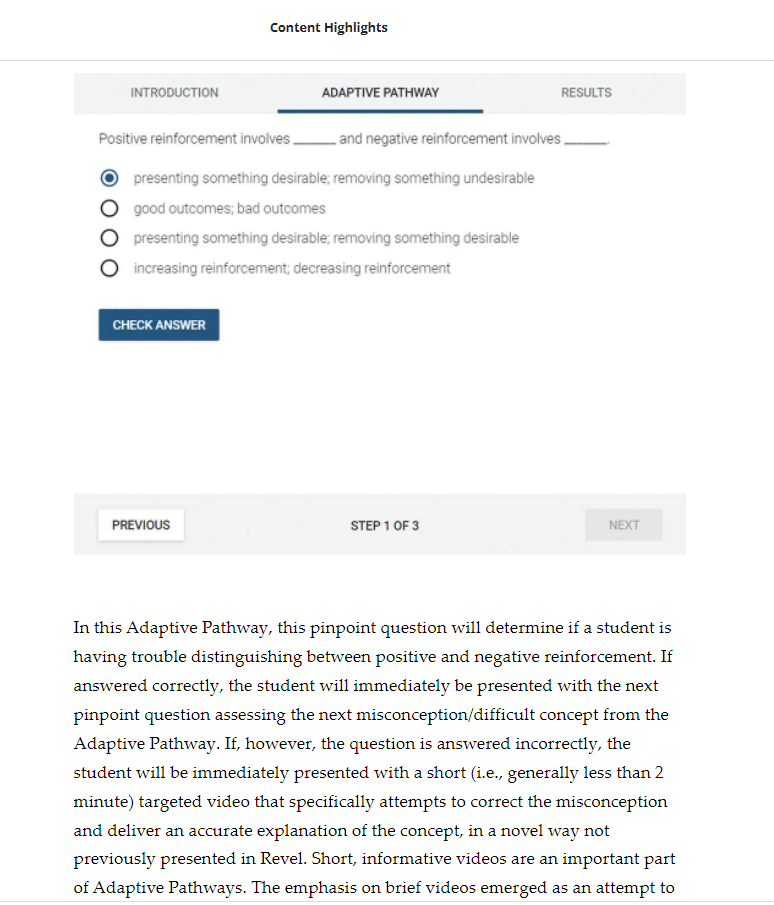 Content Highlights
INTRODUCTION ADAPTIVE PATHWAY RESULTS
Positive reinforcement involves ______ and negative reinforcement involves ______.
presenting something desirable; removing something undesirable
good outcomes; bad outcomes
presenting something desirable; removing something desirable
increasing reinforcement; decreasing reinforcement
CHECK ANSWER
PREVIOUS STEP 1 OF 3 NEXT
In this Adaptive Pathway, this pinpoint question will determine if a student is
having trouble distinguishing between positive and negative reinforcement. If
answered correctly, the student will immediately be presented with the next
pinpoint question assessing the next misconception/difficult concept from the
Adaptive Pathway. If, however, the question is answered incorrectly, the
student will be immediately presented with a short (i.e., generally less than 2
minute) targeted video that specifically attempts to correct the misconception
and deliver an accurate explanation of the concept, in a novel way not
previously presented in Revel. Short, informative videos are an important part
of Adaptive Pathways. The emphasis on brief videos emerged as an attempt to